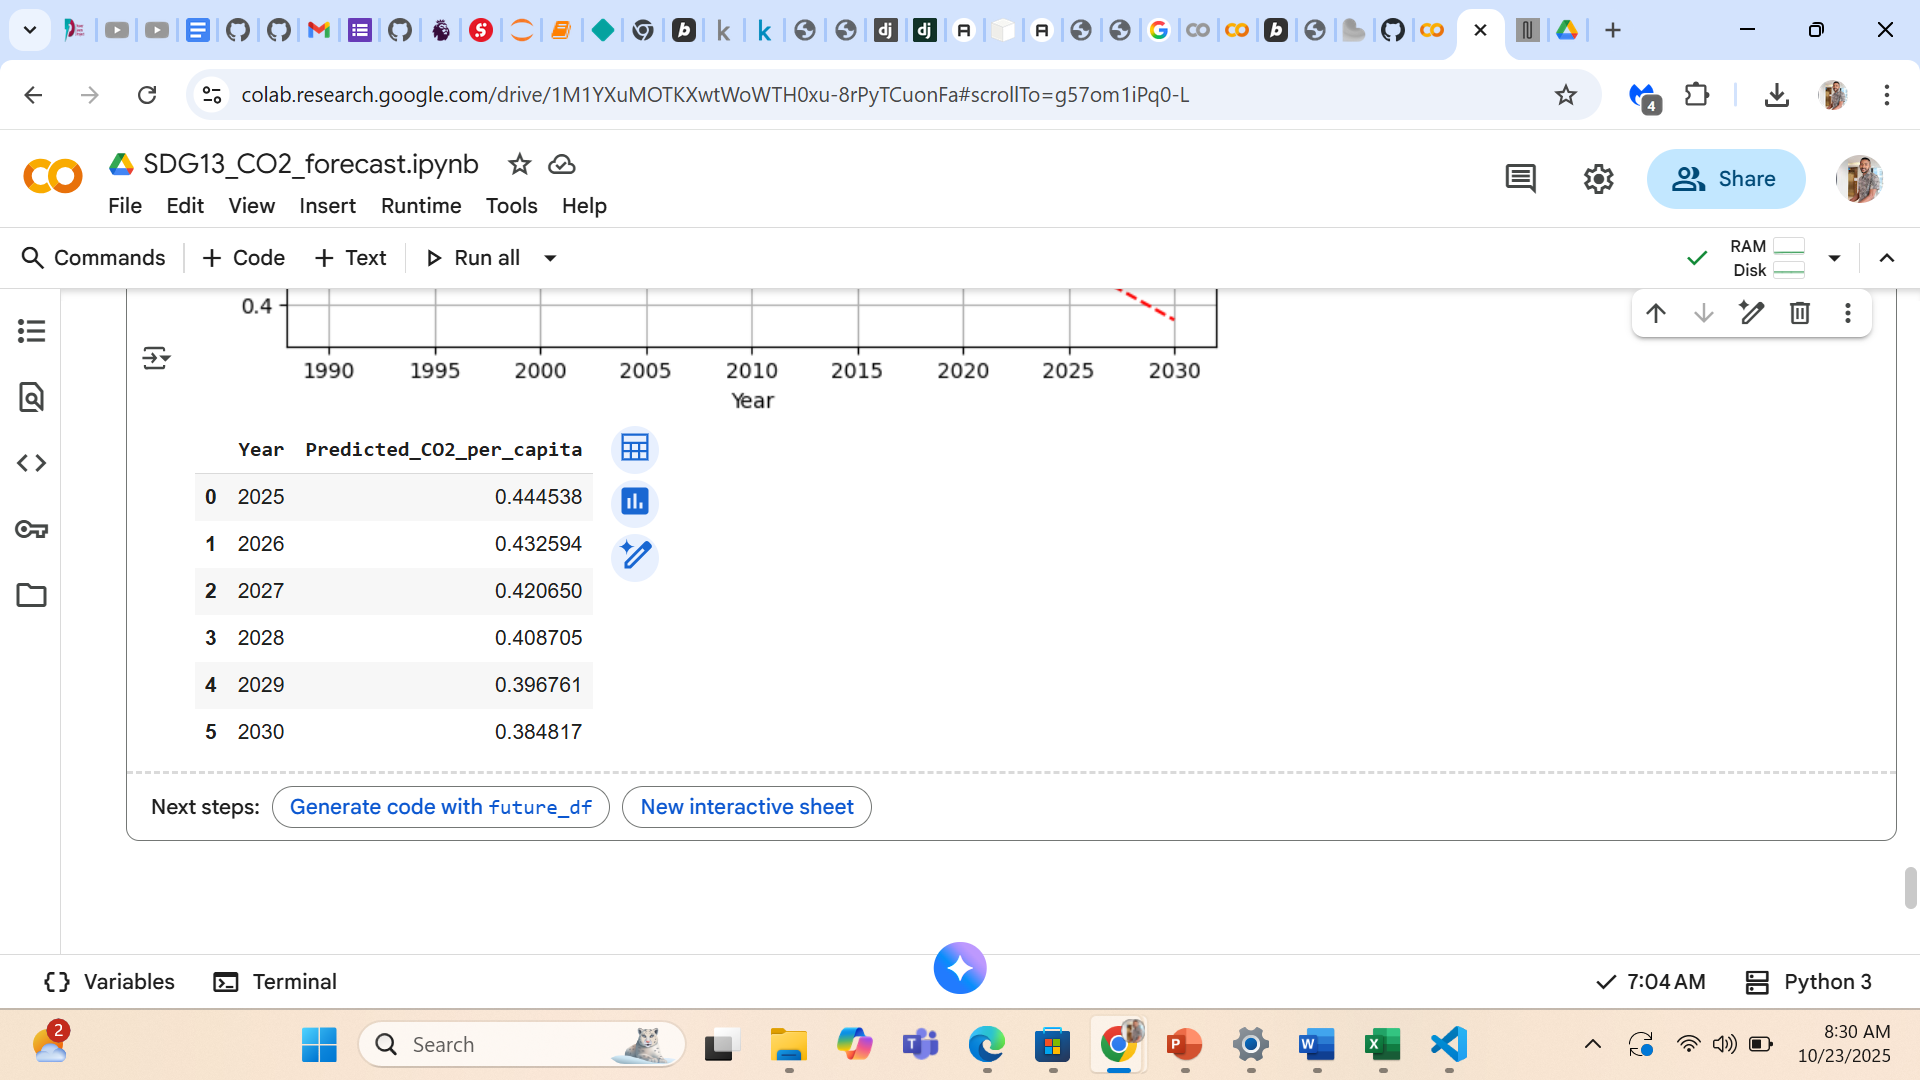 colab.research.google.com/drive/1M1YXuMOTKXwtWoWTH0xu-8rPyTCuonFa#scrollTo=g57om1iPq0-L
4
SDG13_CO2_forecast.ipynb
File Edit View Insert Runtime Tools Help
Share
Commands + Code + Text Run all
RAM
Disk
0.4
1990 1995 2000 2005 2010 2015 2020 2025 2030
Year
Year Predicted_CO2_per_capita
0 2025 0.444538
1 2026 0.432594
2 2027 0.420650
3 2028 0.408705
4 2029 0.396761
5 2030 0.384817
Next steps: Generate code with future_df New interactive sheet
Variables Terminal
7:04 AM Python 3
2
Search
8:30 AM
10/23/2025